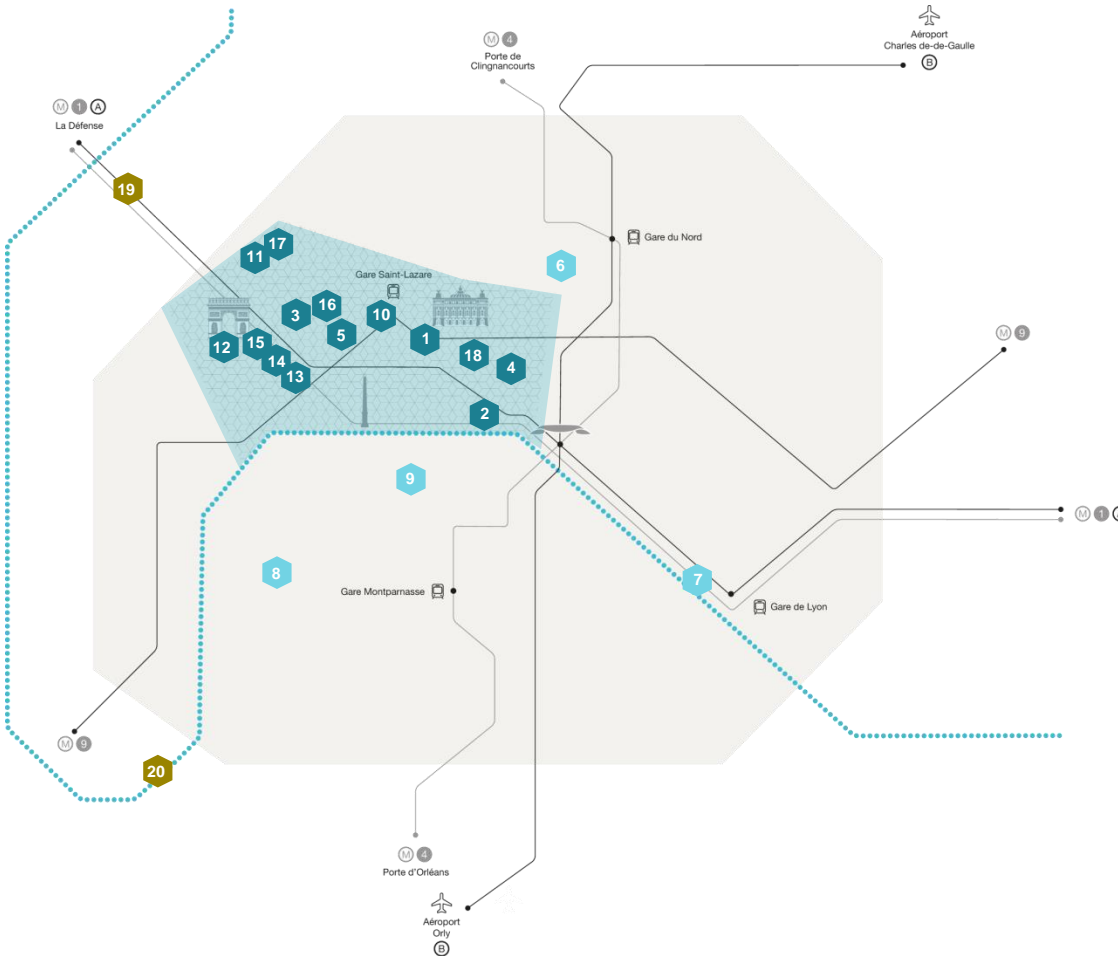 M 4
Porte de
Clingnancourts
Aéroport
Charles de-de-Gaulle
B
M 1 A
La Défense
19
17
11
Gare du Nord
6
Gare Saint-Lazare
16
3
10
5
1
12
15
18
14
4
13
M 9
2
9
M 1
8
7
Gare Montparnasse
Gare de Lyon
M 9
20
M 4
Porte d'Orléans
Aéroport
Orly
B